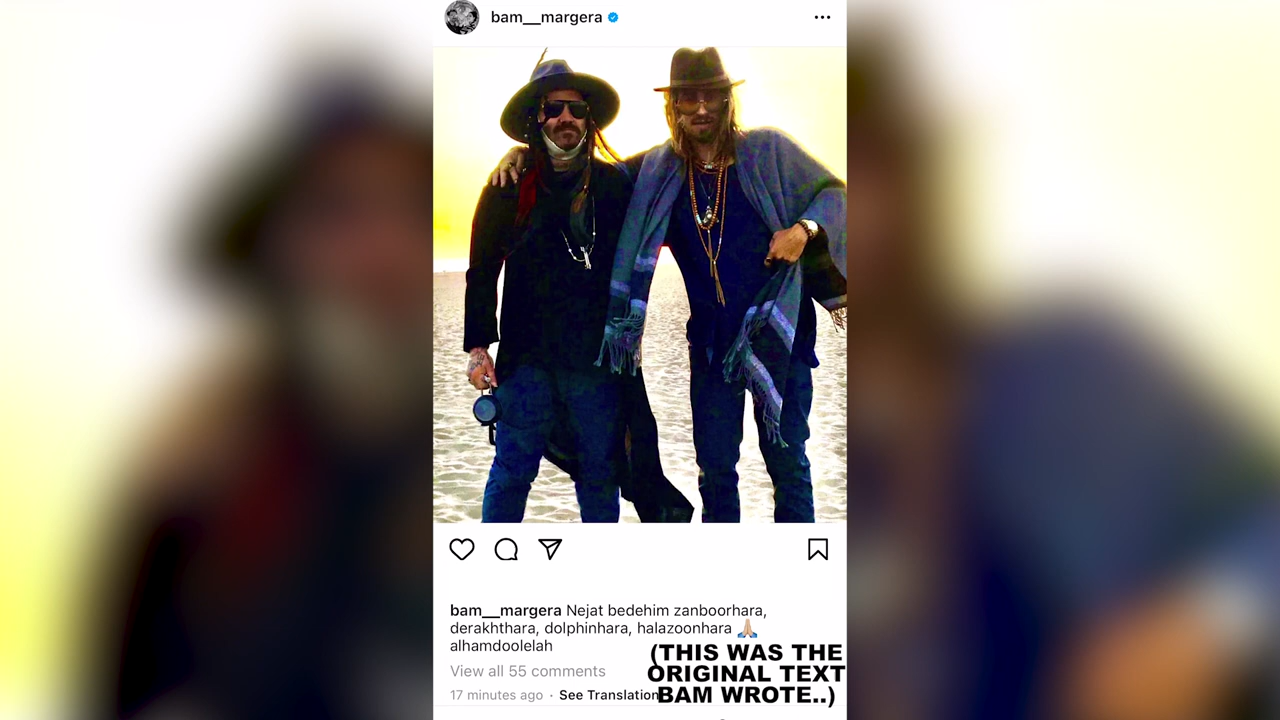 bam__margera
bam__margera Nejat bedehim zanboorhara,
derakhthara, dolphinhara, halazoonhara 🙏🏼
alhamdoolelah
View all 55 comments
17 minutes ago · See Translation
(THIS WAS THE
ORIGINAL TEXT
BAM WROTE..)